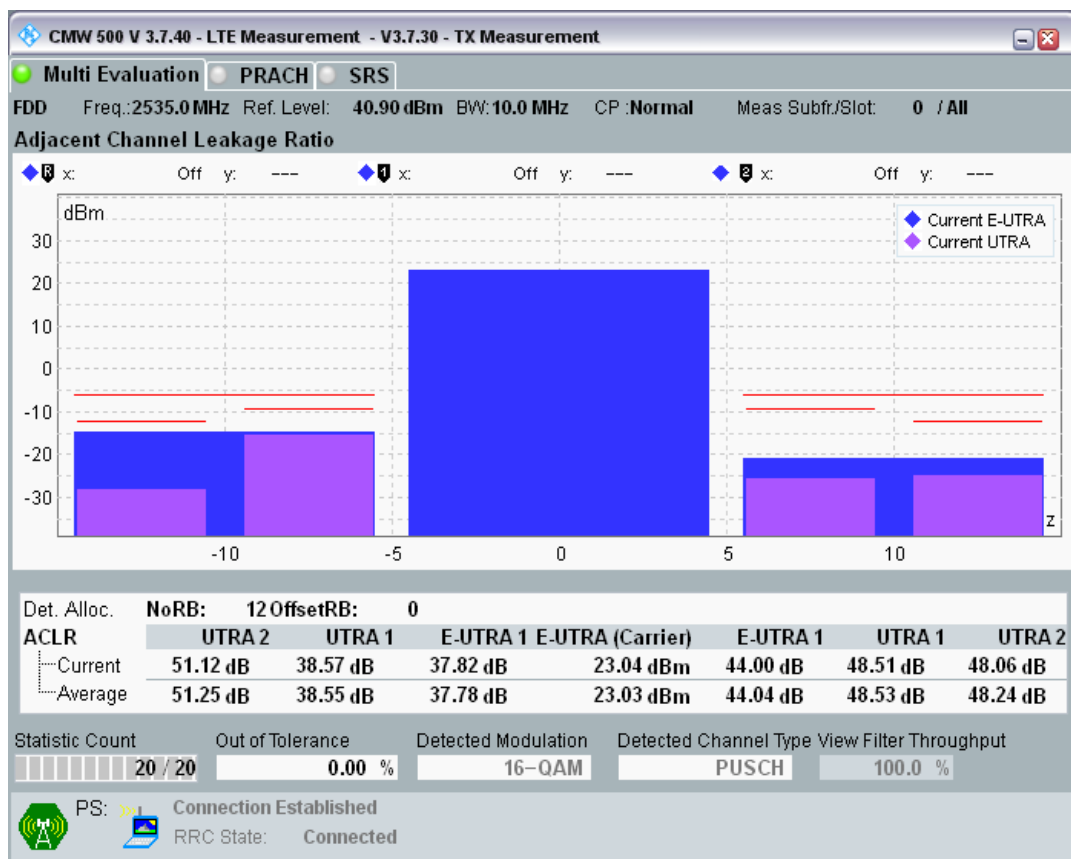 CMW 500 V 3.7.40 - LTE Measurement - V3.7.30 - TX Measurement
Multi Evaluation PRACH SRS
FDD Freq.:2535.0 MHz Ref. Level: 40.90 dBm BW:10.0 MHz CP :Normal Meas Subfr./Slot: 0 / All
Adjacent Channel Leakage Ratio
R x: Off y: --- 1 x: Off y: --- 2 x: Off y: ---
dBm
Current E-UTRA
Current UTRA
30
20
10
0
-10
-20
-30
z
-10 -5 0 5 10
Det. Alloc. NoRB: 12 OffsetRB: 0
ACLR UTRA 2 UTRA 1 E-UTRA 1 E-UTRA (Carrier) E-UTRA 1 UTRA 1 UTRA 2
Current 51.12 dB 38.57 dB 37.82 dB 23.04 dBm 44.00 dB 48.51 dB 48.06 dB
Average 51.25 dB 38.55 dB 37.78 dB 23.03 dBm 44.04 dB 48.53 dB 48.24 dB
Statistic Count Out of Tolerance Detected Modulation Detected Channel Type View Filter Throughput
20 / 20 0.00 % 16-QAM PUSCH 100.0 %
PS: Connection Established
RRC State: Connected